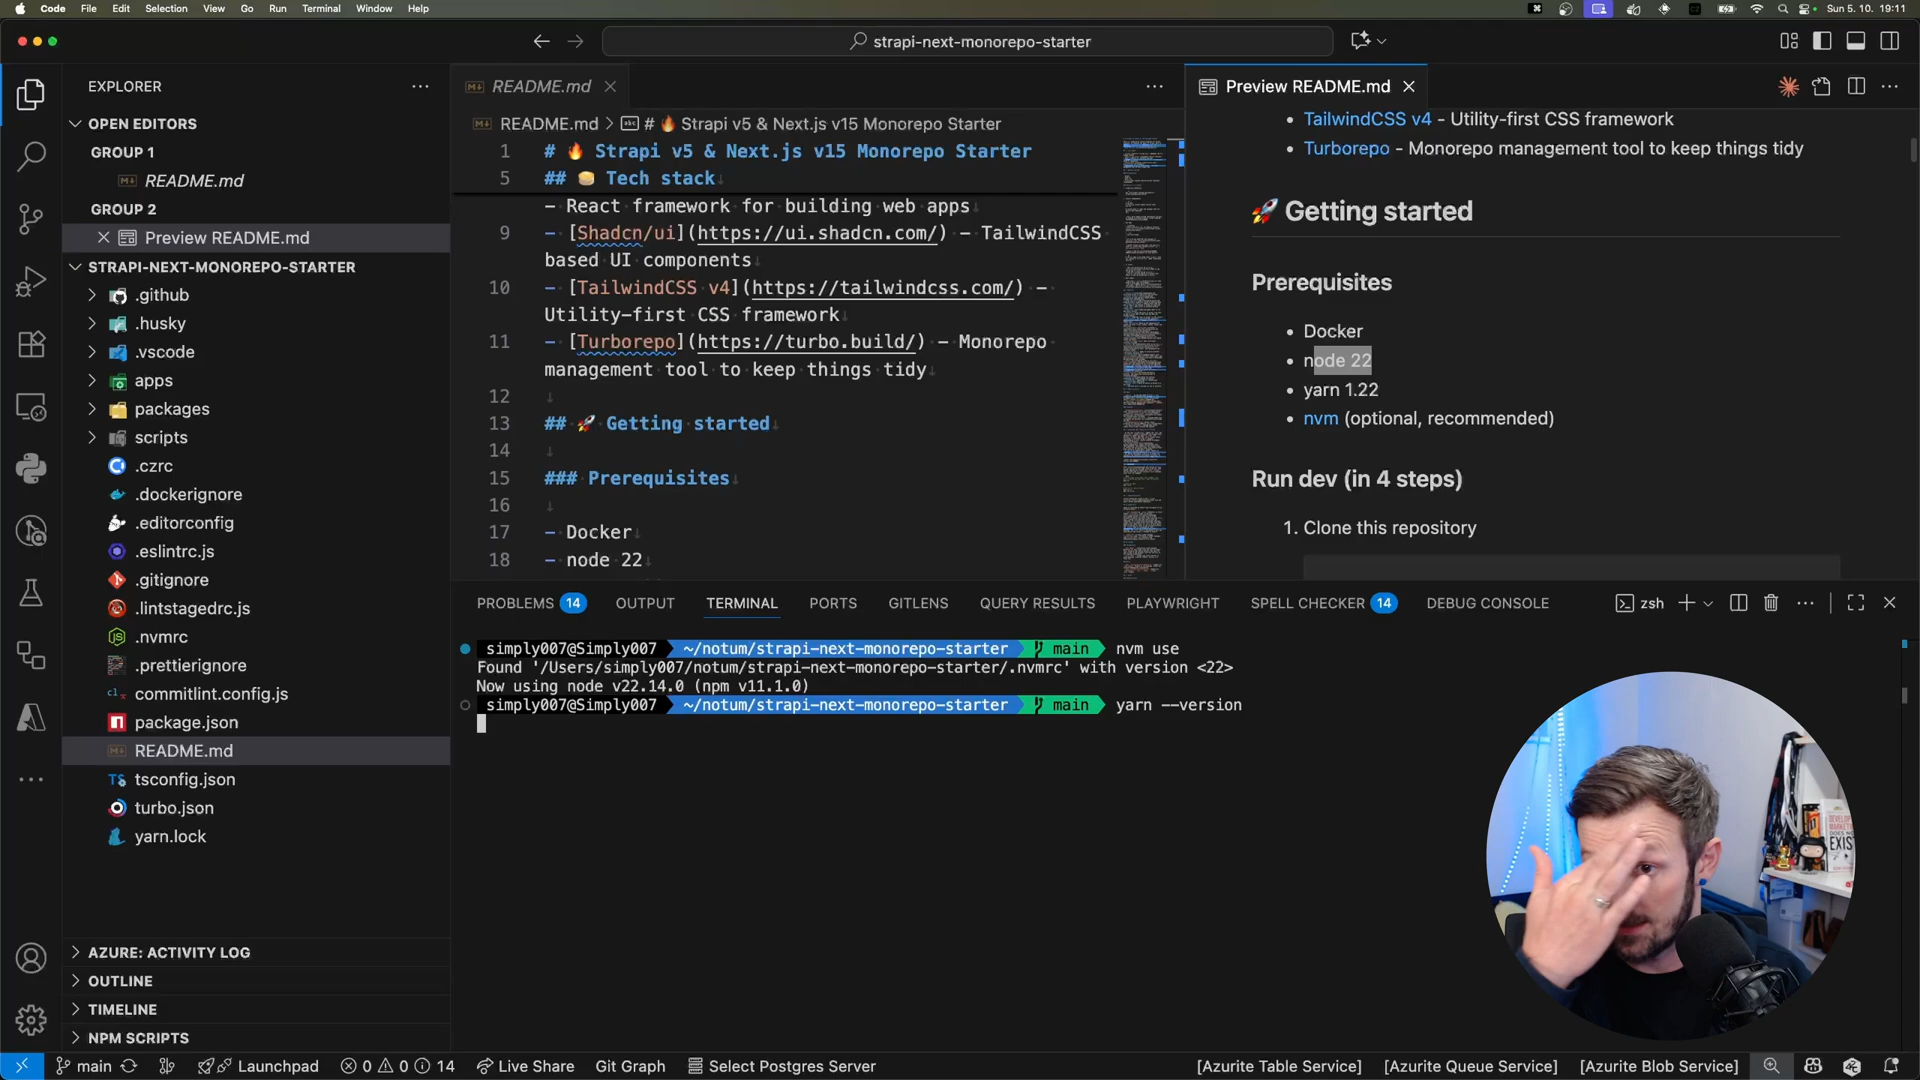 Code File Edit Selection View Go Run Terminal Window Help
Sun 5. 10. 19:11
strapi-next-monorepo-starter
EXPLORER
OPEN EDITORS
GROUP 1
README.md
GROUP 2
Preview README.md
STRAPI-NEXT-MONOREPO-STARTER
.github
.husky
.vscode
apps
packages
scripts
.czrc
.dockerignore
.editorconfig
.eslintrc.js
.gitignore
.lintstagedrc.js
.nvmrc
.prettierignore
commitlint.config.js
package.json
README.md
tsconfig.json
turbo.json
yarn.lock
AZURE: ACTIVITY LOG
OUTLINE
TIMELINE
NPM SCRIPTS
README.md
README.md > # 🔥 Strapi v5 & Next.js v15 Monorepo Starter
1 # 🔥 Strapi v5 & Next.js v15 Monorepo Starter
5 ## 🥞 Tech stack
- React framework for building web apps
9 - [Shadcn/ui](https://ui.shadcn.com/) - TailwindCSS
based UI components
10 - [TailwindCSS v4](https://tailwindcss.com/) -
Utility-first CSS framework
11 - [Turborepo](https://turbo.build/) - Monorepo
management tool to keep things tidy
12
13 ## 🚀 Getting started
14
15 ### Prerequisites
16
17 - Docker
18 - node 22
Preview README.md
• TailwindCSS v4 - Utility-first CSS framework
• Turborepo - Monorepo management tool to keep things tidy
🚀 Getting started
Prerequisites
• Docker
• node 22
• yarn 1.22
• nvm (optional, recommended)
Run dev (in 4 steps)
1. Clone this repository
PROBLEMS 14 OUTPUT TERMINAL PORTS GITLENS QUERY RESULTS PLAYWRIGHT SPELL CHECKER 14 DEBUG CONSOLE zsh
simply007@Simply007 ~/notum/strapi-next-monorepo-starter main nvm use
Found '/Users/simply007/notum/strapi-next-monorepo-starter/.nvmrc' with version <22>
Now using node v22.14.0 (npm v11.1.0)
simply007@Simply007 ~/notum/strapi-next-monorepo-starter main yarn --version
main Launchpad 0 0 14 Live Share Git Graph Select Postgres Server [Azurite Table Service] [Azurite Queue Service] [Azurite Blob Service]